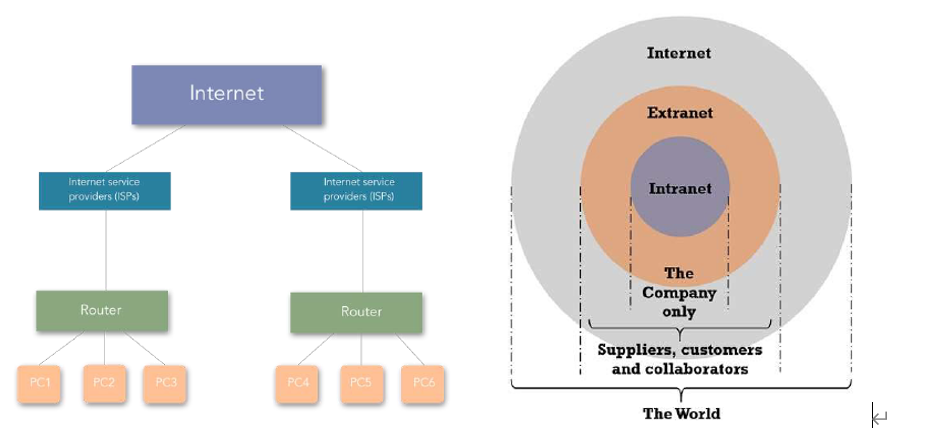 Internet
Internet service
providers (ISPs)
Internet service
providers (ISPs)
Router
Router
PC1
PC2
PC3
PC4
PC5
PC6
Internet
Extranet
Intranet
The
Company
only
Suppliers, customers
and collaborators
The World